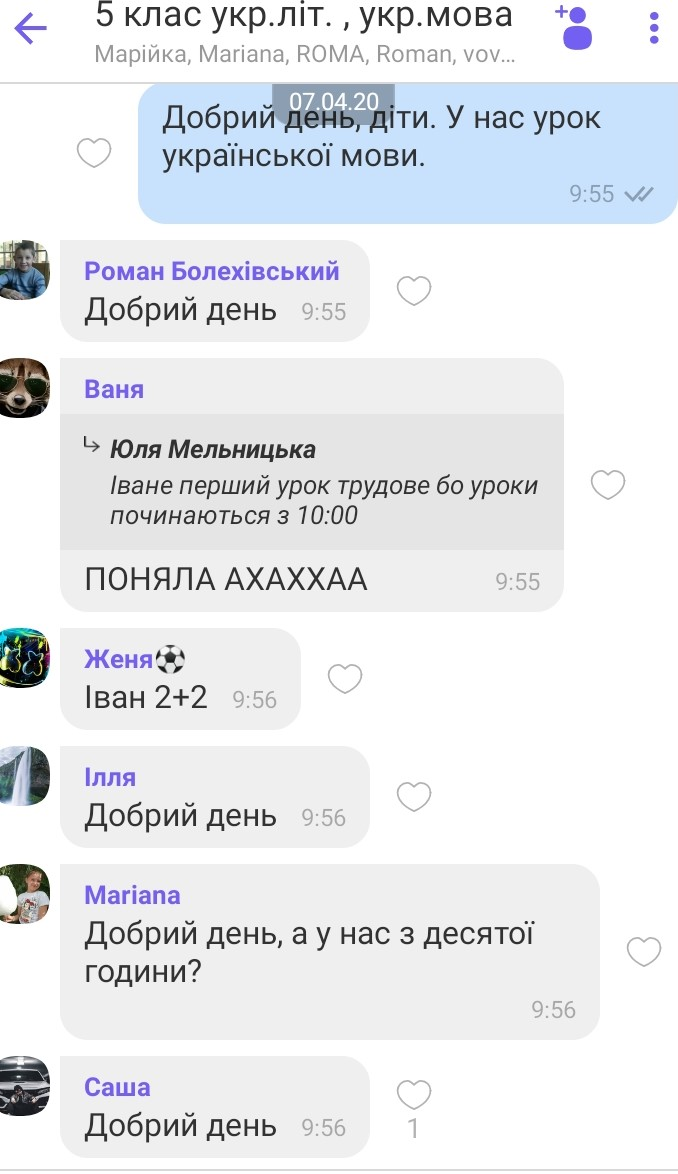 5 клас укр.літ. , укр.мова
Марійка, Mariana, ROMA, Roman, vov...
07.04.20
Добрий день, діти. У нас урок
української мови.
9:55
Роман Болехівський
Добрий день 9:55
Ваня
Юля Мельницька
Іване перший урок трудове бо уроки
починаються з 10:00
ПОНЯЛА АХАХХАА 9:55
Женя
Іван 2+2 9:56
Ілля
Добрий день 9:56
Mariana
Добрий день, а у нас з десятої
години?
9:56
Саша
Добрий день 9:56
1